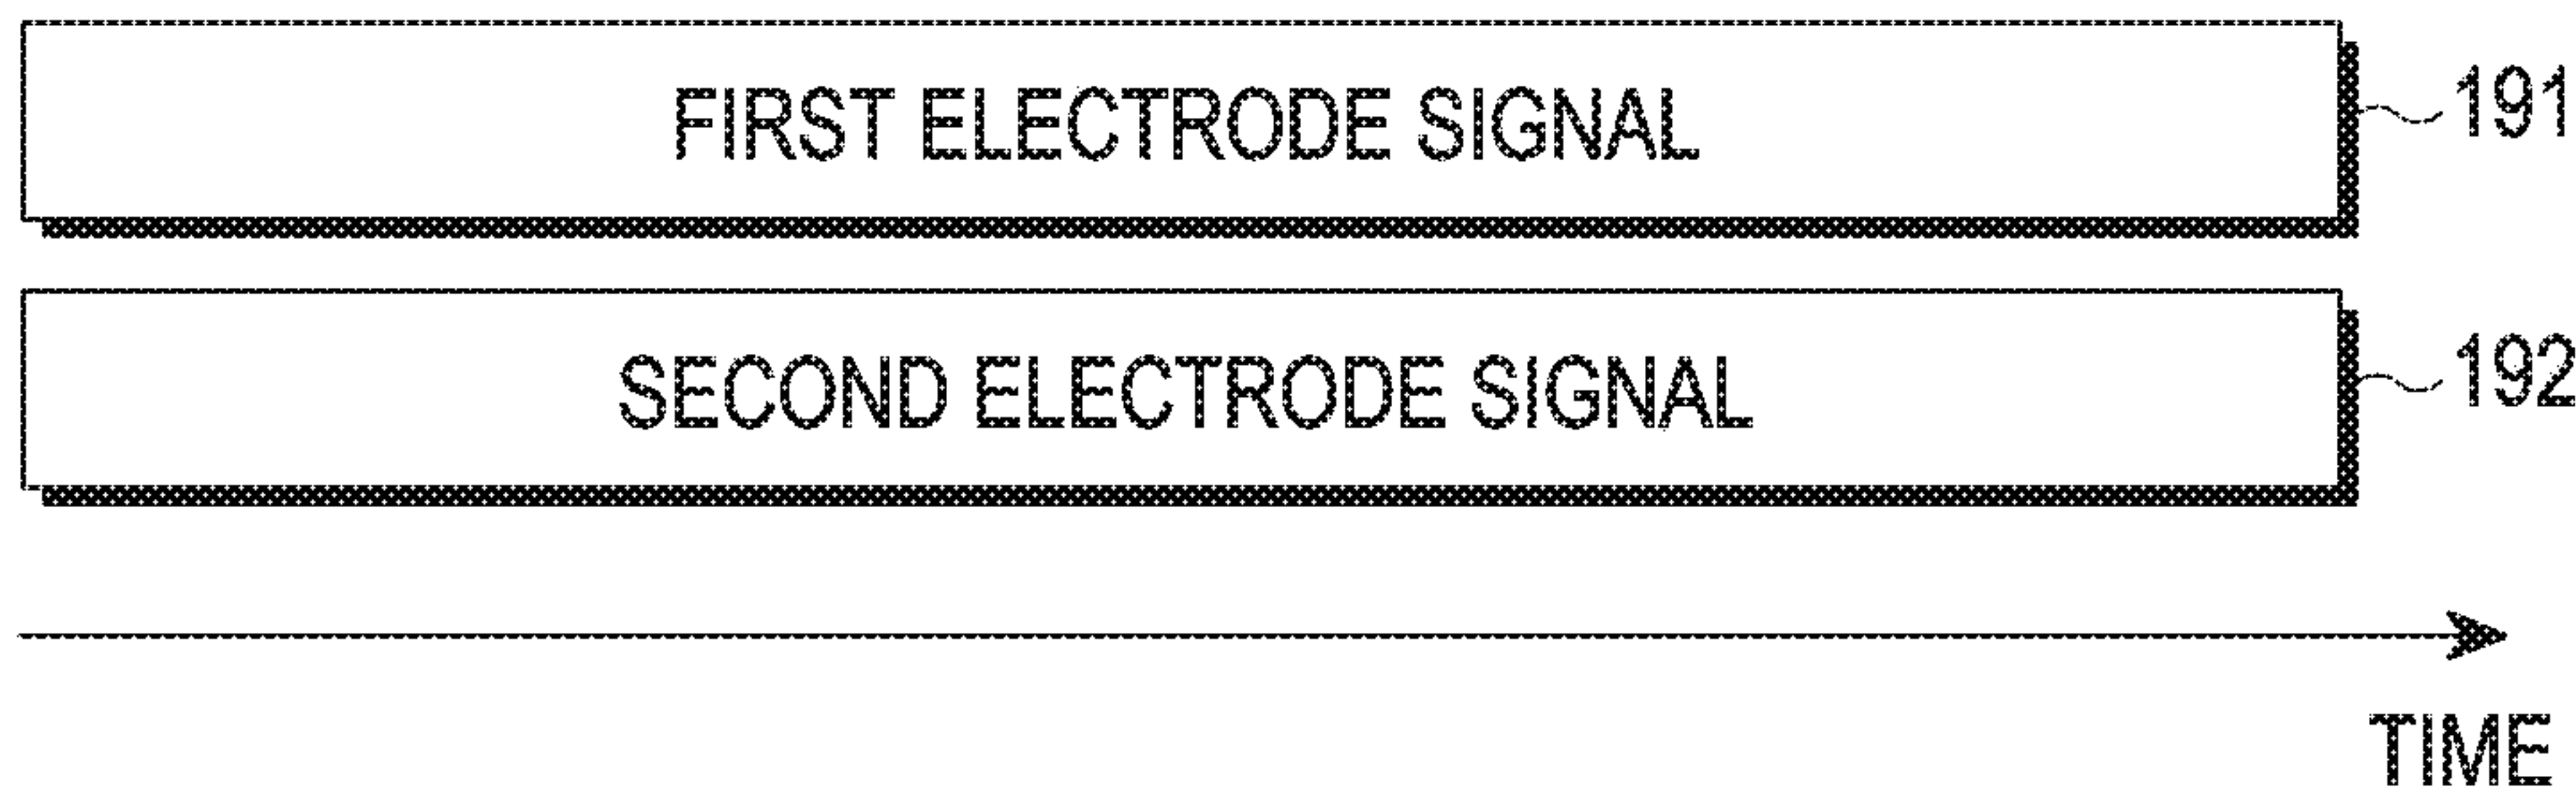 FIRST ELECTRODE SIGNAL 191
SECOND ELECTRODE SIGNAL 192
TIME